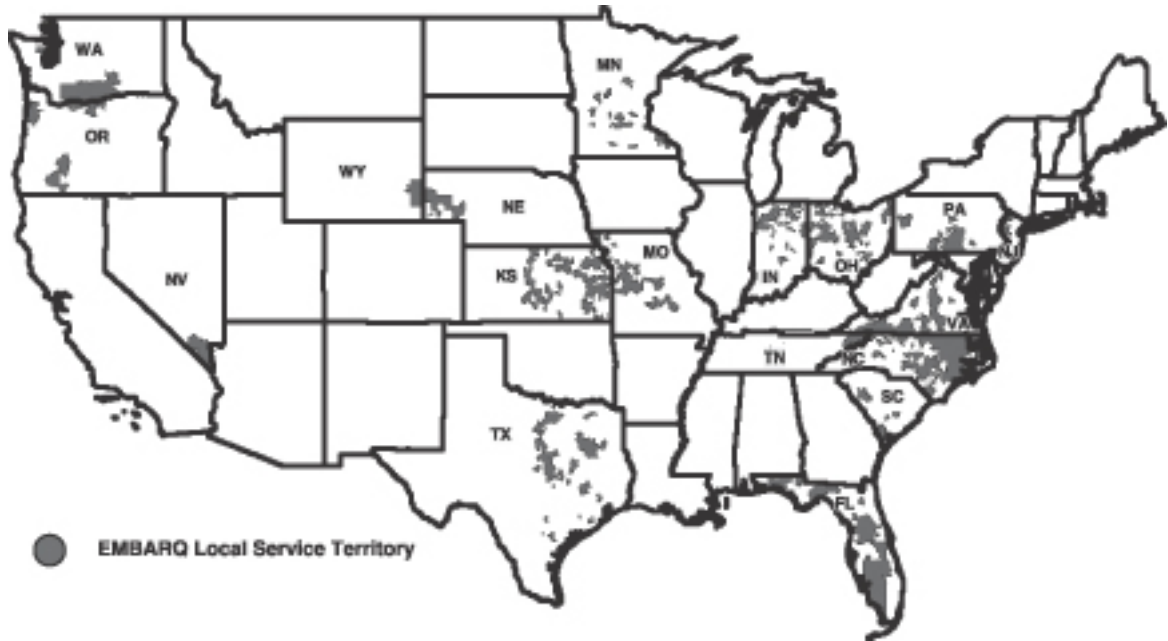 WA
MN
OR
WY
NE
PA
NJ
MO
OH
IN
KS
NV
VA
TN
NC
SC
TX
FL
EMBARQ Local Service Territory